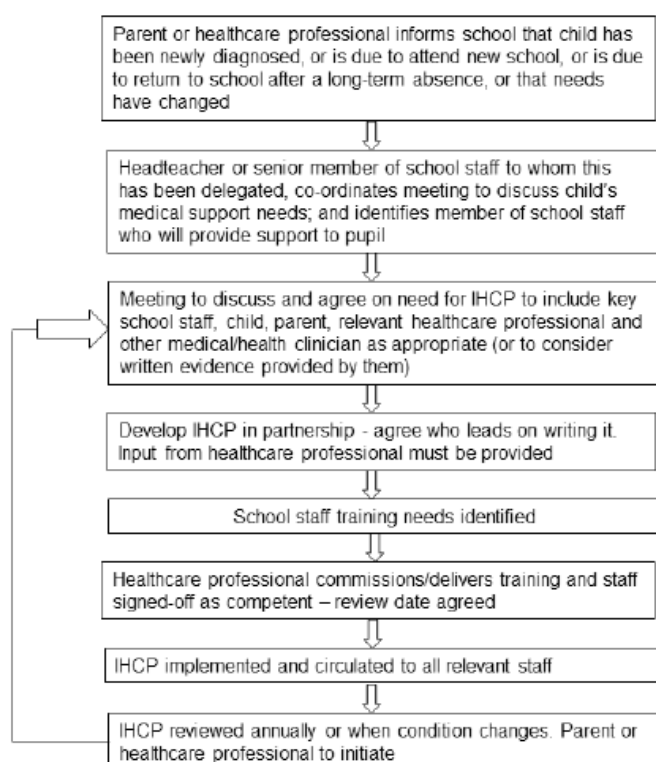 Parent or healthcare professional informs school that child has
been newly diagnosed, or is due to attend new school, or is due
to return to school after a long-term absence, or that needs
have changed
Headteacher or senior member of school staff to whom this
has been delegated, co-ordinates meeting to discuss child's
medical support needs; and identifies member of school staff
who will provide support to pupil
Meeting to discuss and agree on need for IHCP to include key
school staff, child, parent, relevant healthcare professional and
other medical/health clinician as appropriate (or to consider
written evidence provided by them)
Develop IHCP in partnership - agree who leads on writing it.
Input from healthcare professional must be provided
School staff training needs identified
Healthcare professional commissions/delivers training and staff
signed-off as competent – review date agreed
IHCP implemented and circulated to all relevant staff
IHCP reviewed annually or when condition changes. Parent or
healthcare professional to initiate